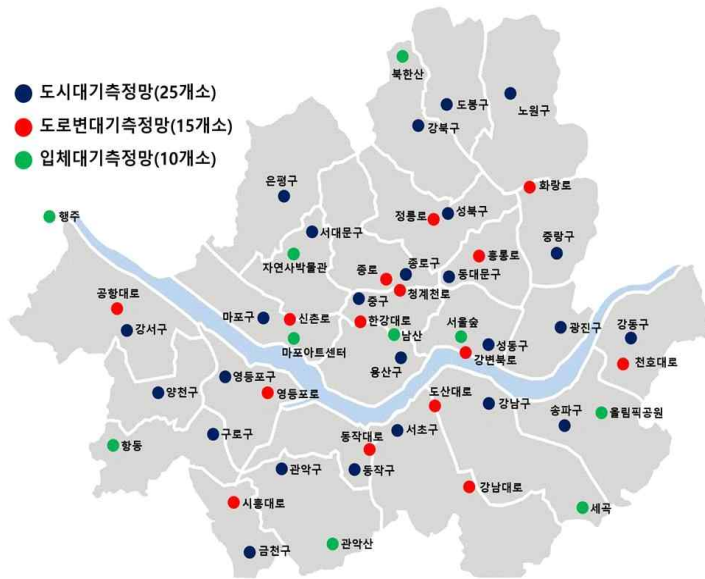 도시대기측정망(25개소)
도로변대기측정망(15개소)
입체대기측정망(10개소)
북한산
도봉구
노원구
강북구
은평구
화랑로
행주
정릉로
성북구
서대문구
중랑구
자연사박물관
종로
종로구
홍릉로
동대문구
공항대로
청계천로
중구
강서구
마포구
신촌로
한강대로
남산
서울숲
성동구
광진구
강동구
마포아트센터
강변북로
용산구
천호대로
양천구
영등포구
영등포로
도산대로
강남구
송파구
올림픽공원
항동
구로구
동작대로
서초구
관악구
동작구
강남대로
시흥대로
세곡
금천구
관악산